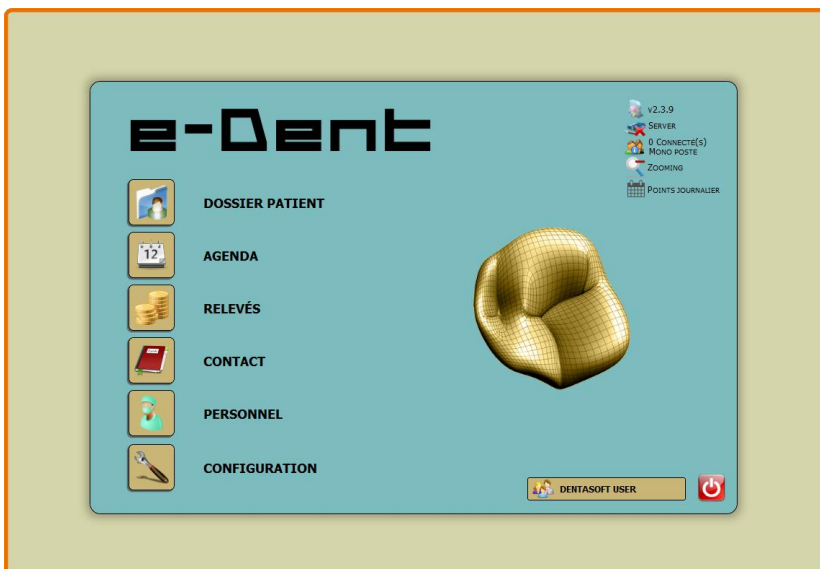 e-Dent
v2.3.9
SERVER
0 CONNECTÉ(S)
MONO POSTE
ZOOMING
POINTS JOURNALIER
DOSSIER PATIENT
12
AGENDA
RELEVÉS
CONTACT
PERSONNEL
CONFIGURATION
DENTASOFT USER